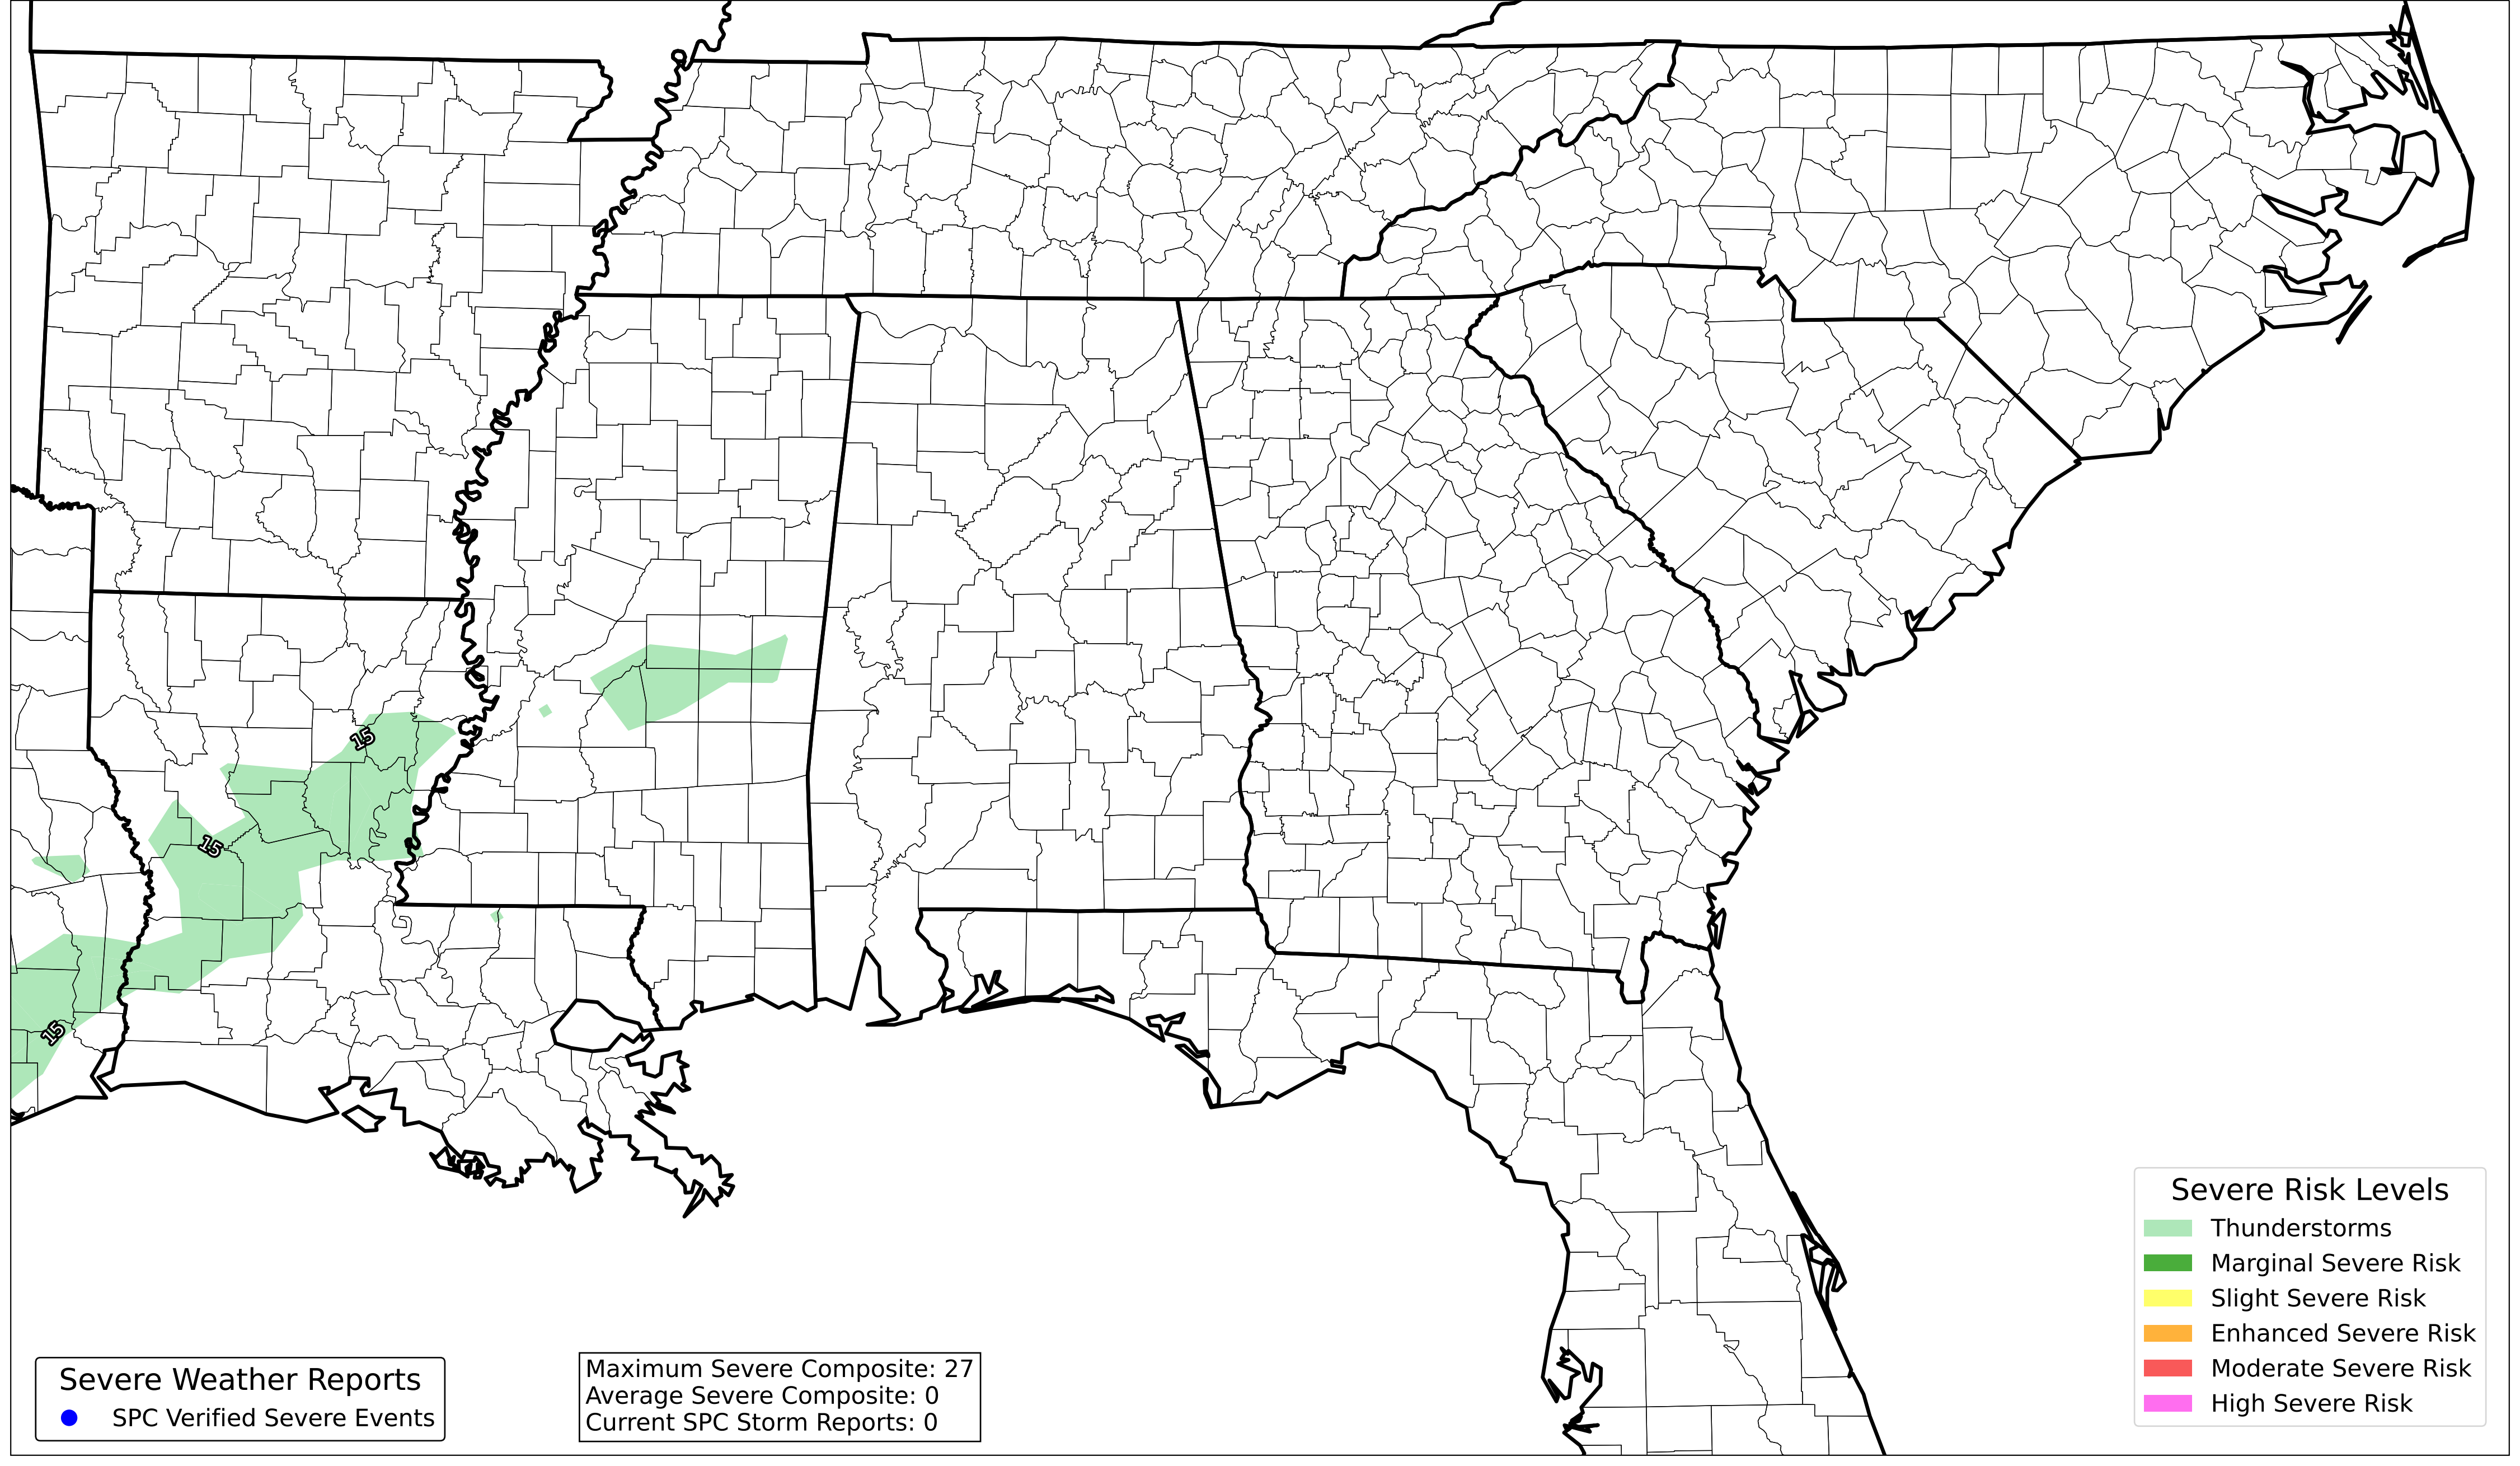 15
15
15
Severe Risk Levels
Thunderstorms
Marginal Severe Risk
Slight Severe Risk
Enhanced Severe Risk
Moderate Severe Risk
High Severe Risk
Severe Weather Reports
SPC Verified Severe Events
Maximum Severe Composite: 27
Average Severe Composite: 0
Current SPC Storm Reports: 0